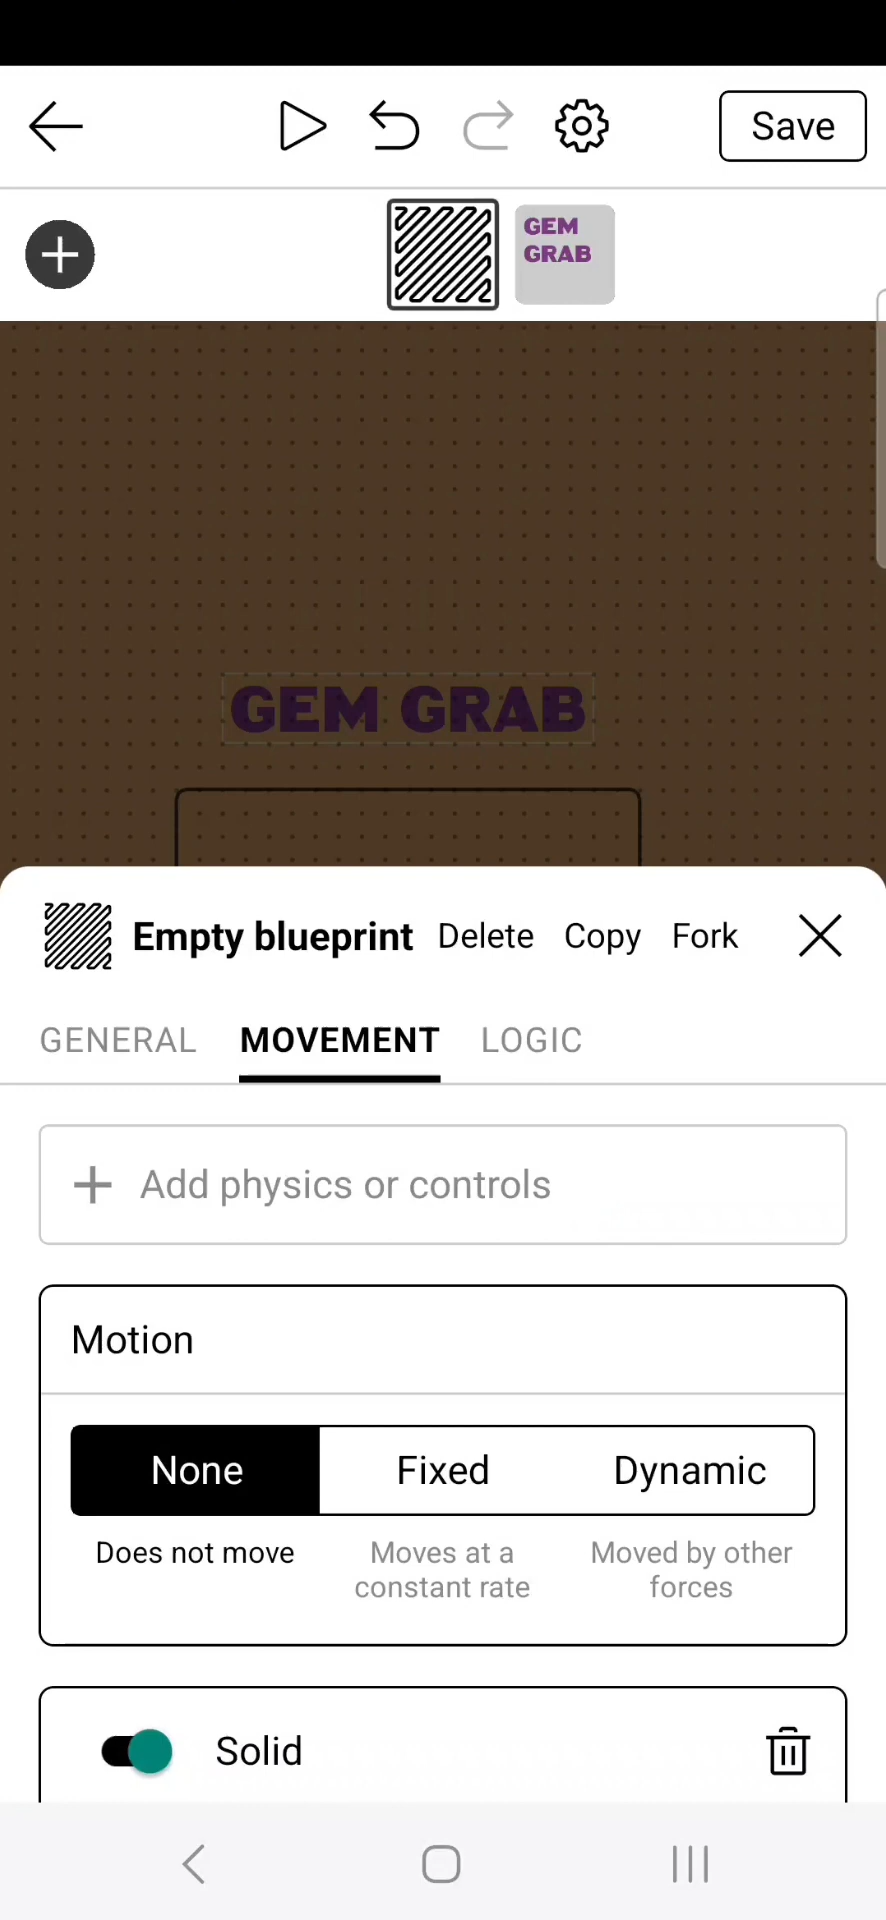 Save
GEM
GRAB
GEM GRAB
Empty blueprint Delete Copy Fork
GENERAL MOVEMENT LOGIC
Add physics or controls
Motion
None Fixed Dynamic
Does not move Moves at a constant rate Moved by other forces
Solid